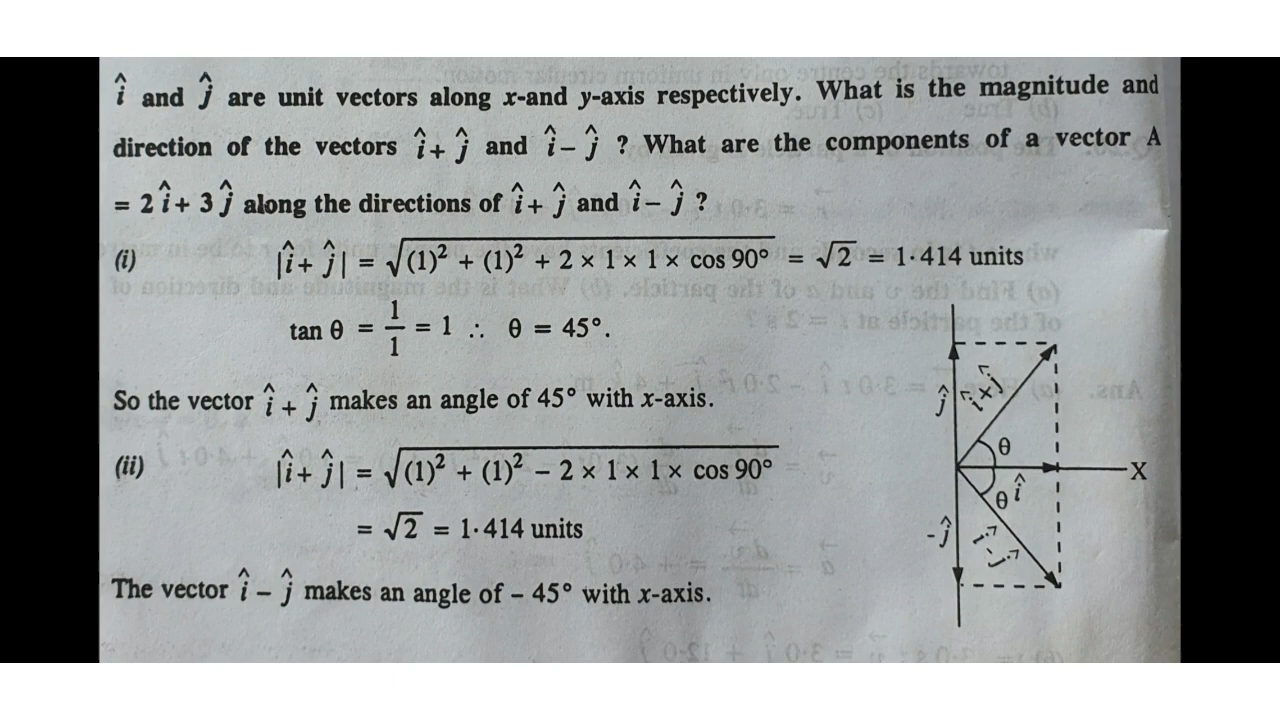 î and ĵ are unit vectors along x-and y-axis respectively. What is the magnitude and
direction of the vectors î + ĵ and î − ĵ ? What are the components of a vector A
= 2 î + 3 ĵ along the directions of î + ĵ and î − ĵ ?
(i) |î + ĵ| = √((1)² + (1)² + 2 × 1 × 1 × cos 90°) = √2 = 1·414 units
tan θ = 1/1 = 1 ∴ θ = 45°.
So the vector î + ĵ makes an angle of 45° with x-axis.
(ii) |î + ĵ| = √((1)² + (1)² − 2 × 1 × 1 × cos 90°)
= √2 = 1·414 units
The vector î − ĵ makes an angle of − 45° with x-axis.
ĵ
î × ĵ
θ
X
θ
î
-ĵ
î - ĵ